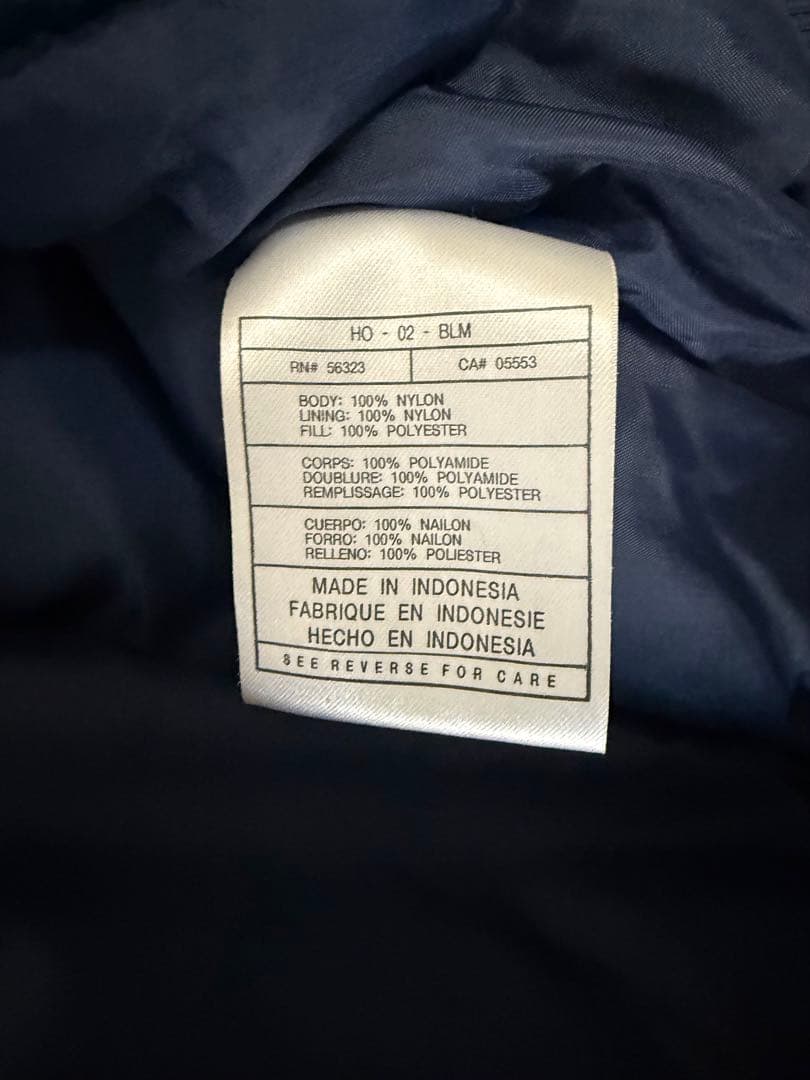 HO - 02 - BLM
RN# 56323 CA# 05553
BODY: 100% NYLON
LINING: 100% NYLON
FILL: 100% POLYESTER
CORPS: 100% POLYAMIDE
DOUBLURE: 100% POLYAMIDE
REMPLISSAGE: 100% POLYESTER
CUERPO: 100% NAILON
FORRO: 100% NAILON
RELLENO: 100% POLIESTER
MADE IN INDONESIA
FABRIQUE EN INDONESIE
HECHO EN INDONESIA
SEE REVERSE FOR CARE